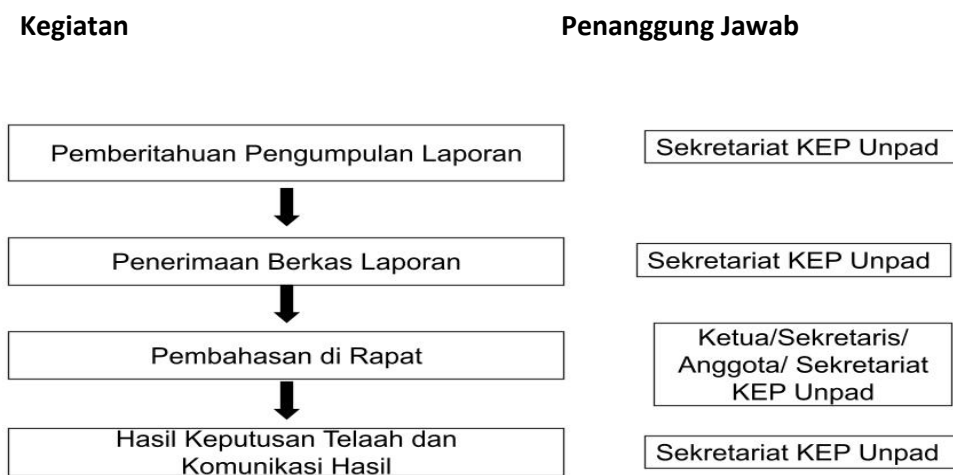 Kegiatan
Penanggung Jawab
Pemberitahuan Pengumpulan Laporan
Sekretariat KEP Unpad
Penerimaan Berkas Laporan
Sekretariat KEP Unpad
Pembahasan di Rapat
Ketua/Sekretaris/
Anggota/ Sekretariat
KEP Unpad
Hasil Keputusan Telaah dan
Komunikasi Hasil
Sekretariat KEP Unpad